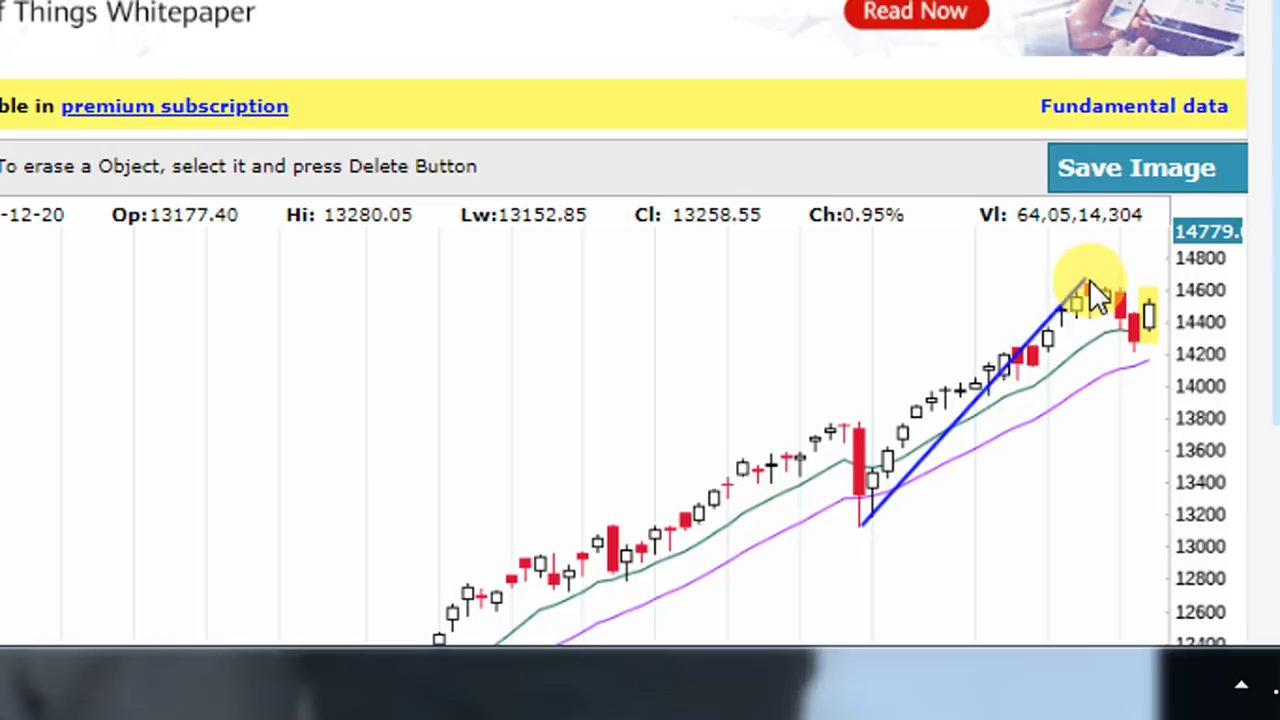 f Things Whitepaper
Read Now
ble in premium subscription
Fundamental data
To erase a Object, select it and press Delete Button
Save Image
-12-20 Op:13177.40 Hi: 13280.05 Lw:13152.85 Cl: 13258.55 Ch:0.95% Vl: 64,05,14,304
14779.
14800
14600
14400
14200
14000
13800
13600
13400
13200
13000
12800
12600
12400